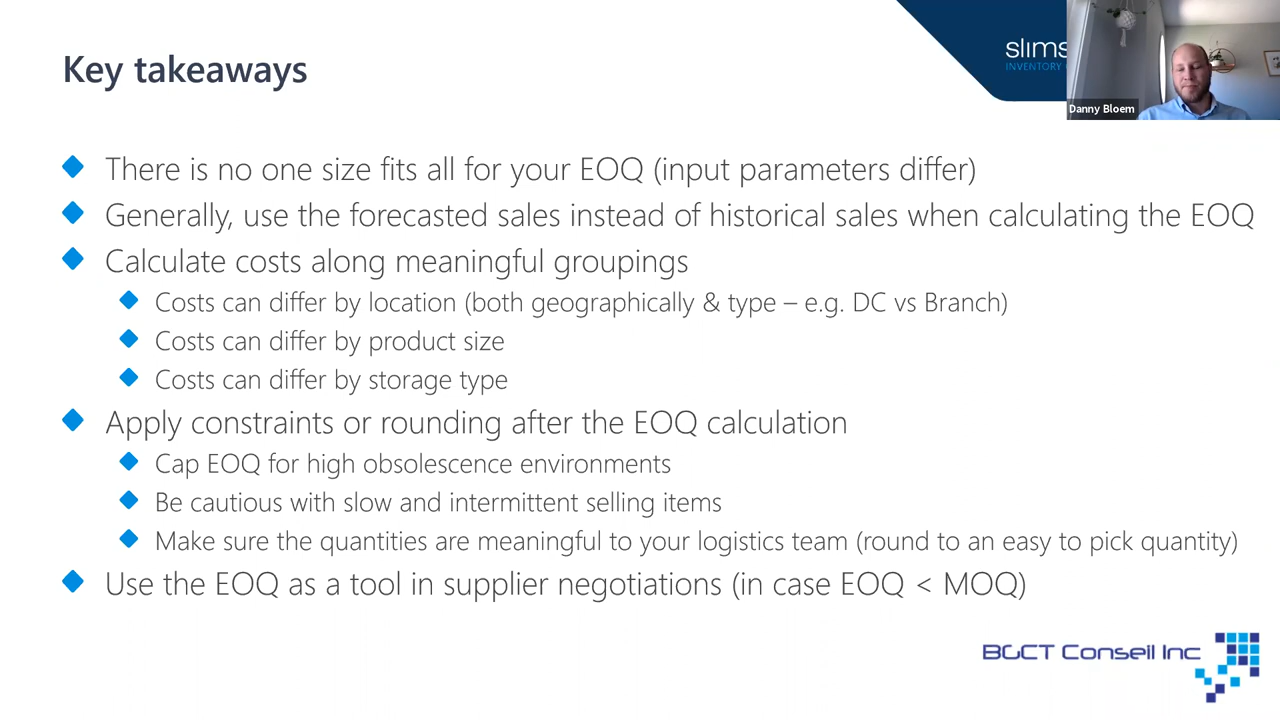 Key takeaways
slims
INVENTORY
Danny Bloem
There is no one size fits all for your EOQ (input parameters differ)
Generally, use the forecasted sales instead of historical sales when calculating the EOQ
Calculate costs along meaningful groupings
Costs can differ by location (both geographically & type – e.g. DC vs Branch)
Costs can differ by product size
Costs can differ by storage type
Apply constraints or rounding after the EOQ calculation
Cap EOQ for high obsolescence environments
Be cautious with slow and intermittent selling items
Make sure the quantities are meaningful to your logistics team (round to an easy to pick quantity)
Use the EOQ as a tool in supplier negotiations (in case EOQ < MOQ)
BGCT Conseil Inc